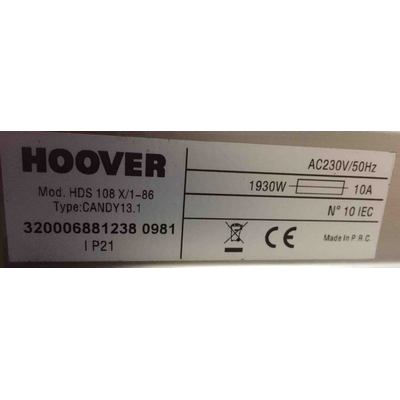 HOOVER
Mod. HDS 108 X/1-86
Type:CANDY13.1
320006881238 0981
I P21
AC230V/50Hz
1930W 10A
N° 10 IEC
CE
Made in P.R.C.